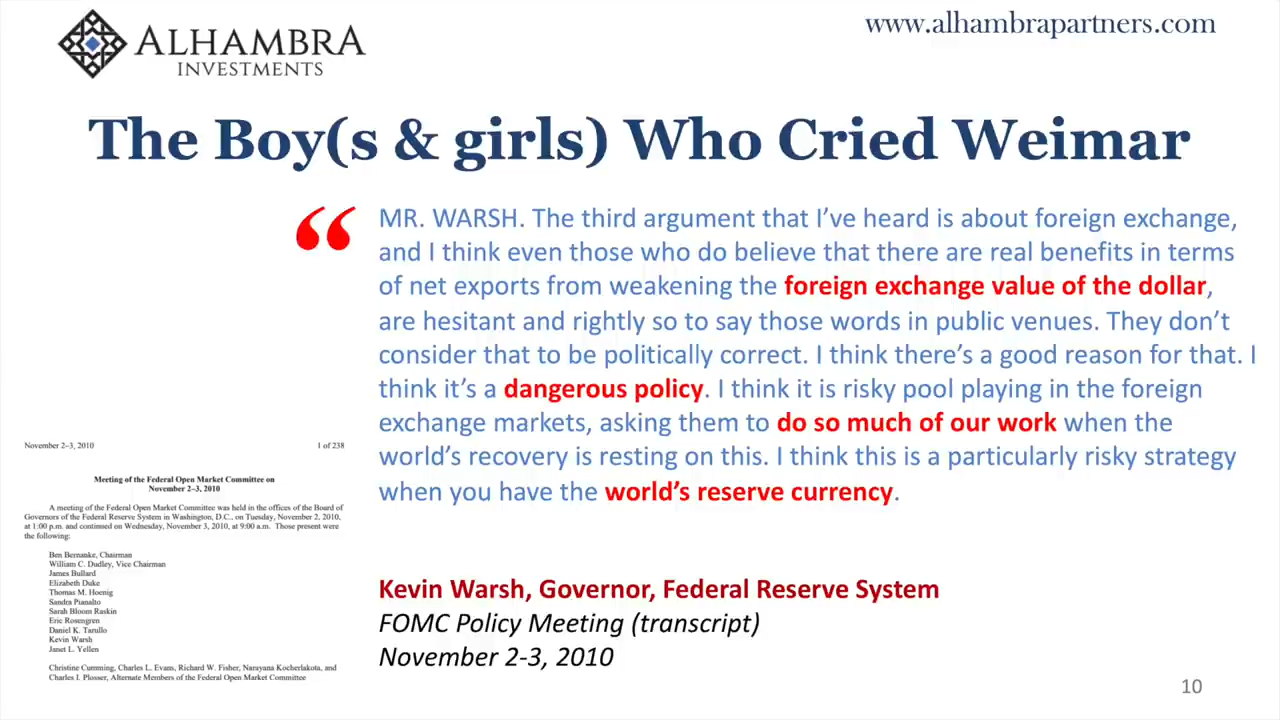 ALHAMBRA
INVESTMENTS
www.alhambrapartners.com
The Boy(s & girls) Who Cried Weimar
“
MR. WARSH. The third argument that I’ve heard is about foreign exchange,
and I think even those who do believe that there are real benefits in terms
of net exports from weakening the foreign exchange value of the dollar,
are hesitant and rightly so to say those words in public venues. They don’t
consider that to be politically correct. I think there’s a good reason for that. I
think it’s a dangerous policy. I think it is risky pool playing in the foreign
exchange markets, asking them to do so much of our work when the
world’s recovery is resting on this. I think this is a particularly risky strategy
when you have the world’s reserve currency.
Kevin Warsh, Governor, Federal Reserve System
FOMC Policy Meeting (transcript)
November 2-3, 2010
November 2–3, 2010 1 of 238
Meeting of the Federal Open Market Committee on
November 2–3, 2010
A meeting of the Federal Open Market Committee was held in the offices of the Board of
Governors of the Federal Reserve System in Washington, D.C., on Tuesday, November 2, 2010,
at 1:00 p.m. and continued on Wednesday, November 3, 2010, at 9:00 a.m. Those present were
the following:
Ben Bernanke, Chairman
William C. Dudley, Vice Chairman
James Bullard
Elizabeth Duke
Thomas M. Hoenig
Sandra Pianalto
Sarah Bloom Raskin
Eric Rosengren
Daniel K. Tarullo
Kevin Warsh
Janet L. Yellen
Christine Cumming, Charles L. Evans, Richard W. Fisher, Narayana Kocherlakota, and
Charles I. Plosser, Alternate Members of the Federal Open Market Committee
10